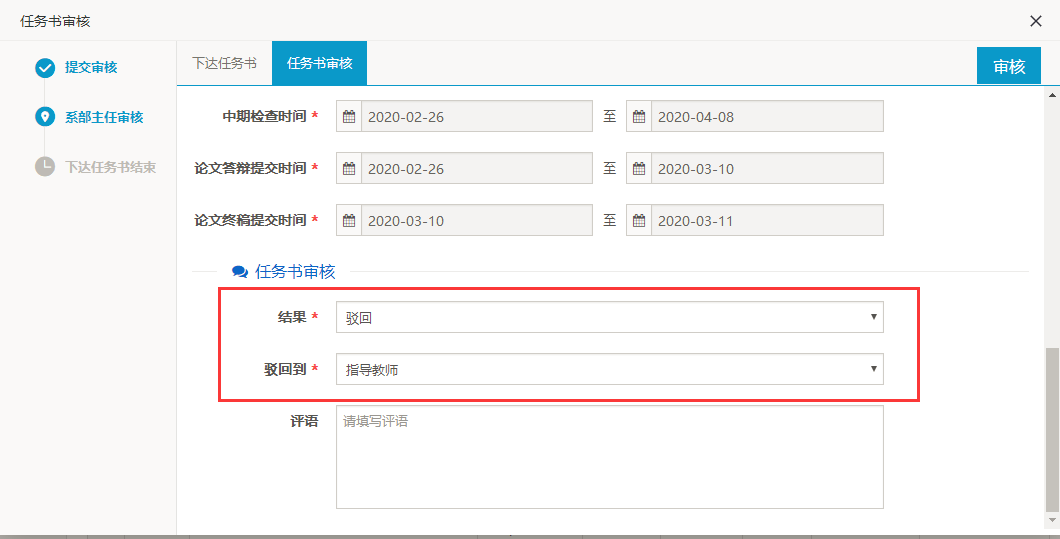 任务书审核
提交审核
系部主任审核
下达任务书结束
下达任务书 任务书审核 审核
中期检查时间 * 2020-02-26 至 2020-04-08
论文答辩提交时间 * 2020-02-26 至 2020-03-10
论文终稿提交时间 * 2020-03-10 至 2020-03-11
任务书审核
结果 * 驳回
驳回到 * 指导教师
评语 请填写评语